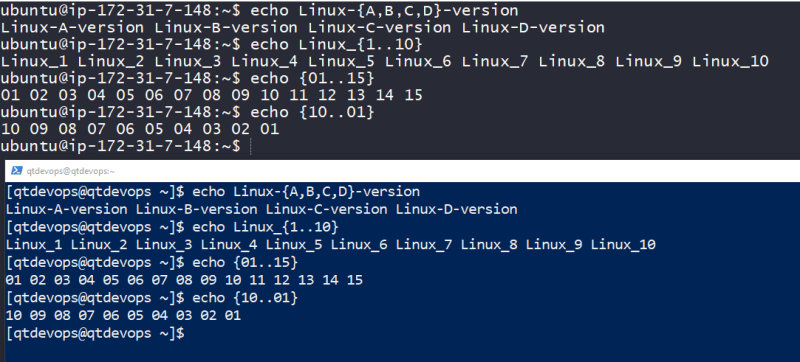 ubuntu@ip-172-31-7-148:~$ echo Linux-{A,B,C,D}-version
Linux-A-version Linux-B-version Linux-C-version Linux-D-version
ubuntu@ip-172-31-7-148:~$ echo Linux_{1..10}
Linux_1 Linux_2 Linux_3 Linux_4 Linux_5 Linux_6 Linux_7 Linux_8 Linux_9 Linux_10
ubuntu@ip-172-31-7-148:~$ echo {01..15}
01 02 03 04 05 06 07 08 09 10 11 12 13 14 15
ubuntu@ip-172-31-7-148:~$ echo {10..01}
10 09 08 07 06 05 04 03 02 01
ubuntu@ip-172-31-7-148:~$
qtdevops@qtdevops:~
[qtdevops@qtdevops ~]$ echo Linux-{A,B,C,D}-version
Linux-A-version Linux-B-version Linux-C-version Linux-D-version
[qtdevops@qtdevops ~]$ echo Linux_{1..10}
Linux_1 Linux_2 Linux_3 Linux_4 Linux_5 Linux_6 Linux_7 Linux_8 Linux_9 Linux_10
[qtdevops@qtdevops ~]$ echo {01..15}
01 02 03 04 05 06 07 08 09 10 11 12 13 14 15
[qtdevops@qtdevops ~]$ echo {10..01}
10 09 08 07 06 05 04 03 02 01
[qtdevops@qtdevops ~]$